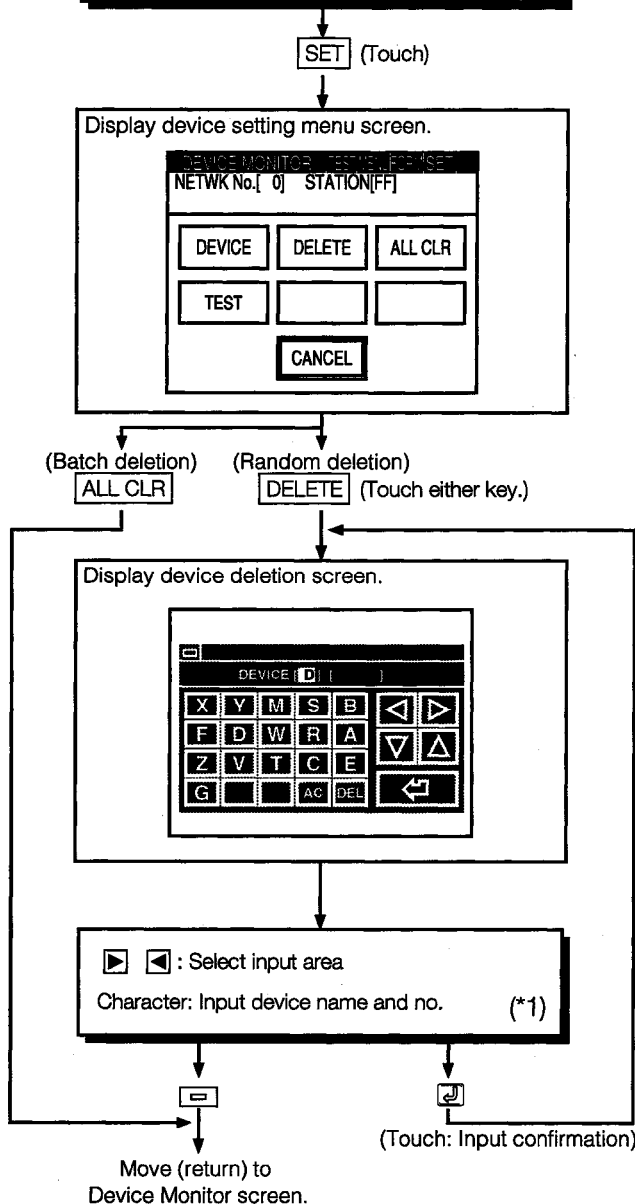 SET (Touch)
Display device setting menu screen.
DEVICE MONITOR
NETWK No.[ 0] STATION[FF]
DEVICE DELETE ALL CLR
TEST
CANCEL
(Batch deletion) (Random deletion)
ALL CLR DELETE (Touch either key.)
Display device deletion screen.
DEVICE [D] [ ]
X Y M S B
F D W R A
Z V T C E
G AC DEL
: Select input area
Character: Input device name and no. (*1)
(Touch: Input confirmation)
Move (return) to
Device Monitor screen.